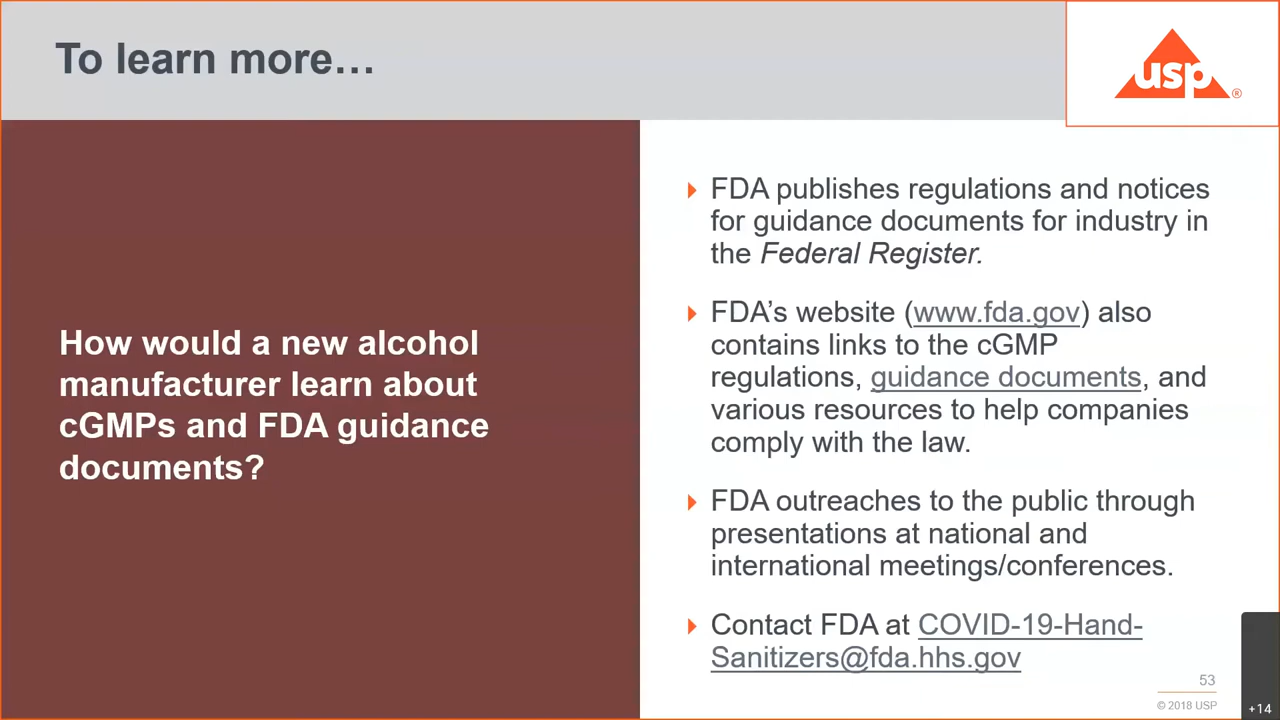 To learn more…
usp®
How would a new alcohol
manufacturer learn about
cGMPs and FDA guidance
documents?
FDA publishes regulations and notices
for guidance documents for industry in
the Federal Register.
FDA’s website (www.fda.gov) also
contains links to the cGMP
regulations, guidance documents, and
various resources to help companies
comply with the law.
FDA outreaches to the public through
presentations at national and
international meetings/conferences.
Contact FDA at COVID-19-Hand-
Sanitizers@fda.hhs.gov
53
© 2018 USP
+14